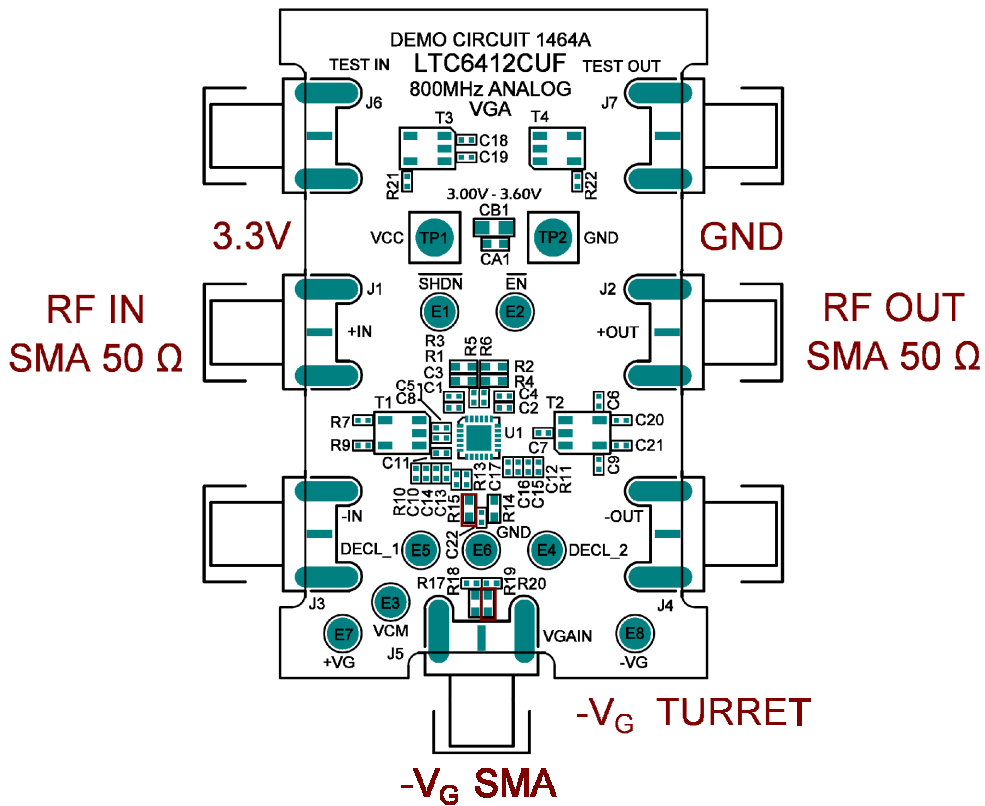 DEMO CIRCUIT 1464A
TEST IN
LTC6412CUF
TEST OUT
800MHz ANALOG
VGA
J6
J7
T3
T4
C18
C19
R21
R22
3.00V - 3.60V
CB1
3.3V
VCC
TP1
TP2
GND
GND
CA1
SHDN
EN
J1
J2
RF IN
SMA 50 Ω
RF OUT
SMA 50 Ω
E1
E2
+IN
+OUT
R3
R1
C3
C1
R5
R6
R2
R4
C4
C2
C5
C8
T1
T2
C6
R7
R9
U1
C7
C20
C21
C11
C9
R10
C10
C14
C13
R13
C17
C16
C15
C12
R11
-IN
-OUT
R15
R14
C22
GND
DECL_1
E5
E6
E4
DECL_2
R17
R18
R19
R20
J3
J4
E3
VCM
E7
+VG
J5
VGAIN
E8
-VG
-VG TURRET
-VG SMA